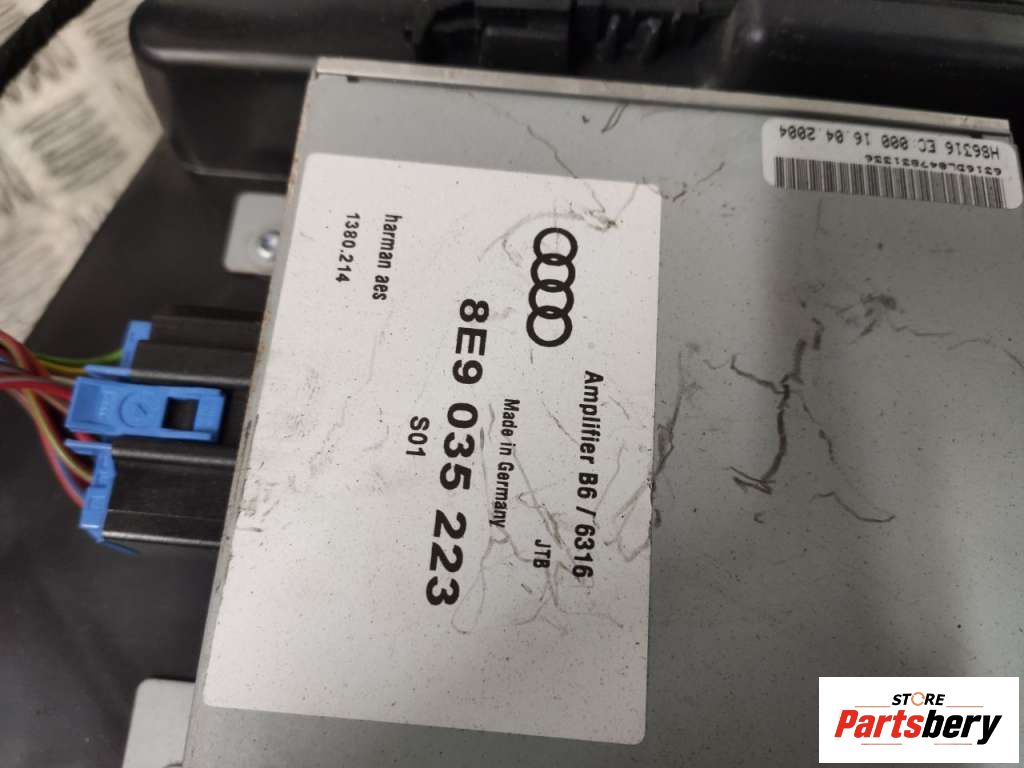 Amplifier B6 / 6316
JTB
Made in Germany
8E9 035 223
S01
harman aes
1380.214
6316DL047831336
H86316 EC:000 16.04.2004
STORE
Partsbery